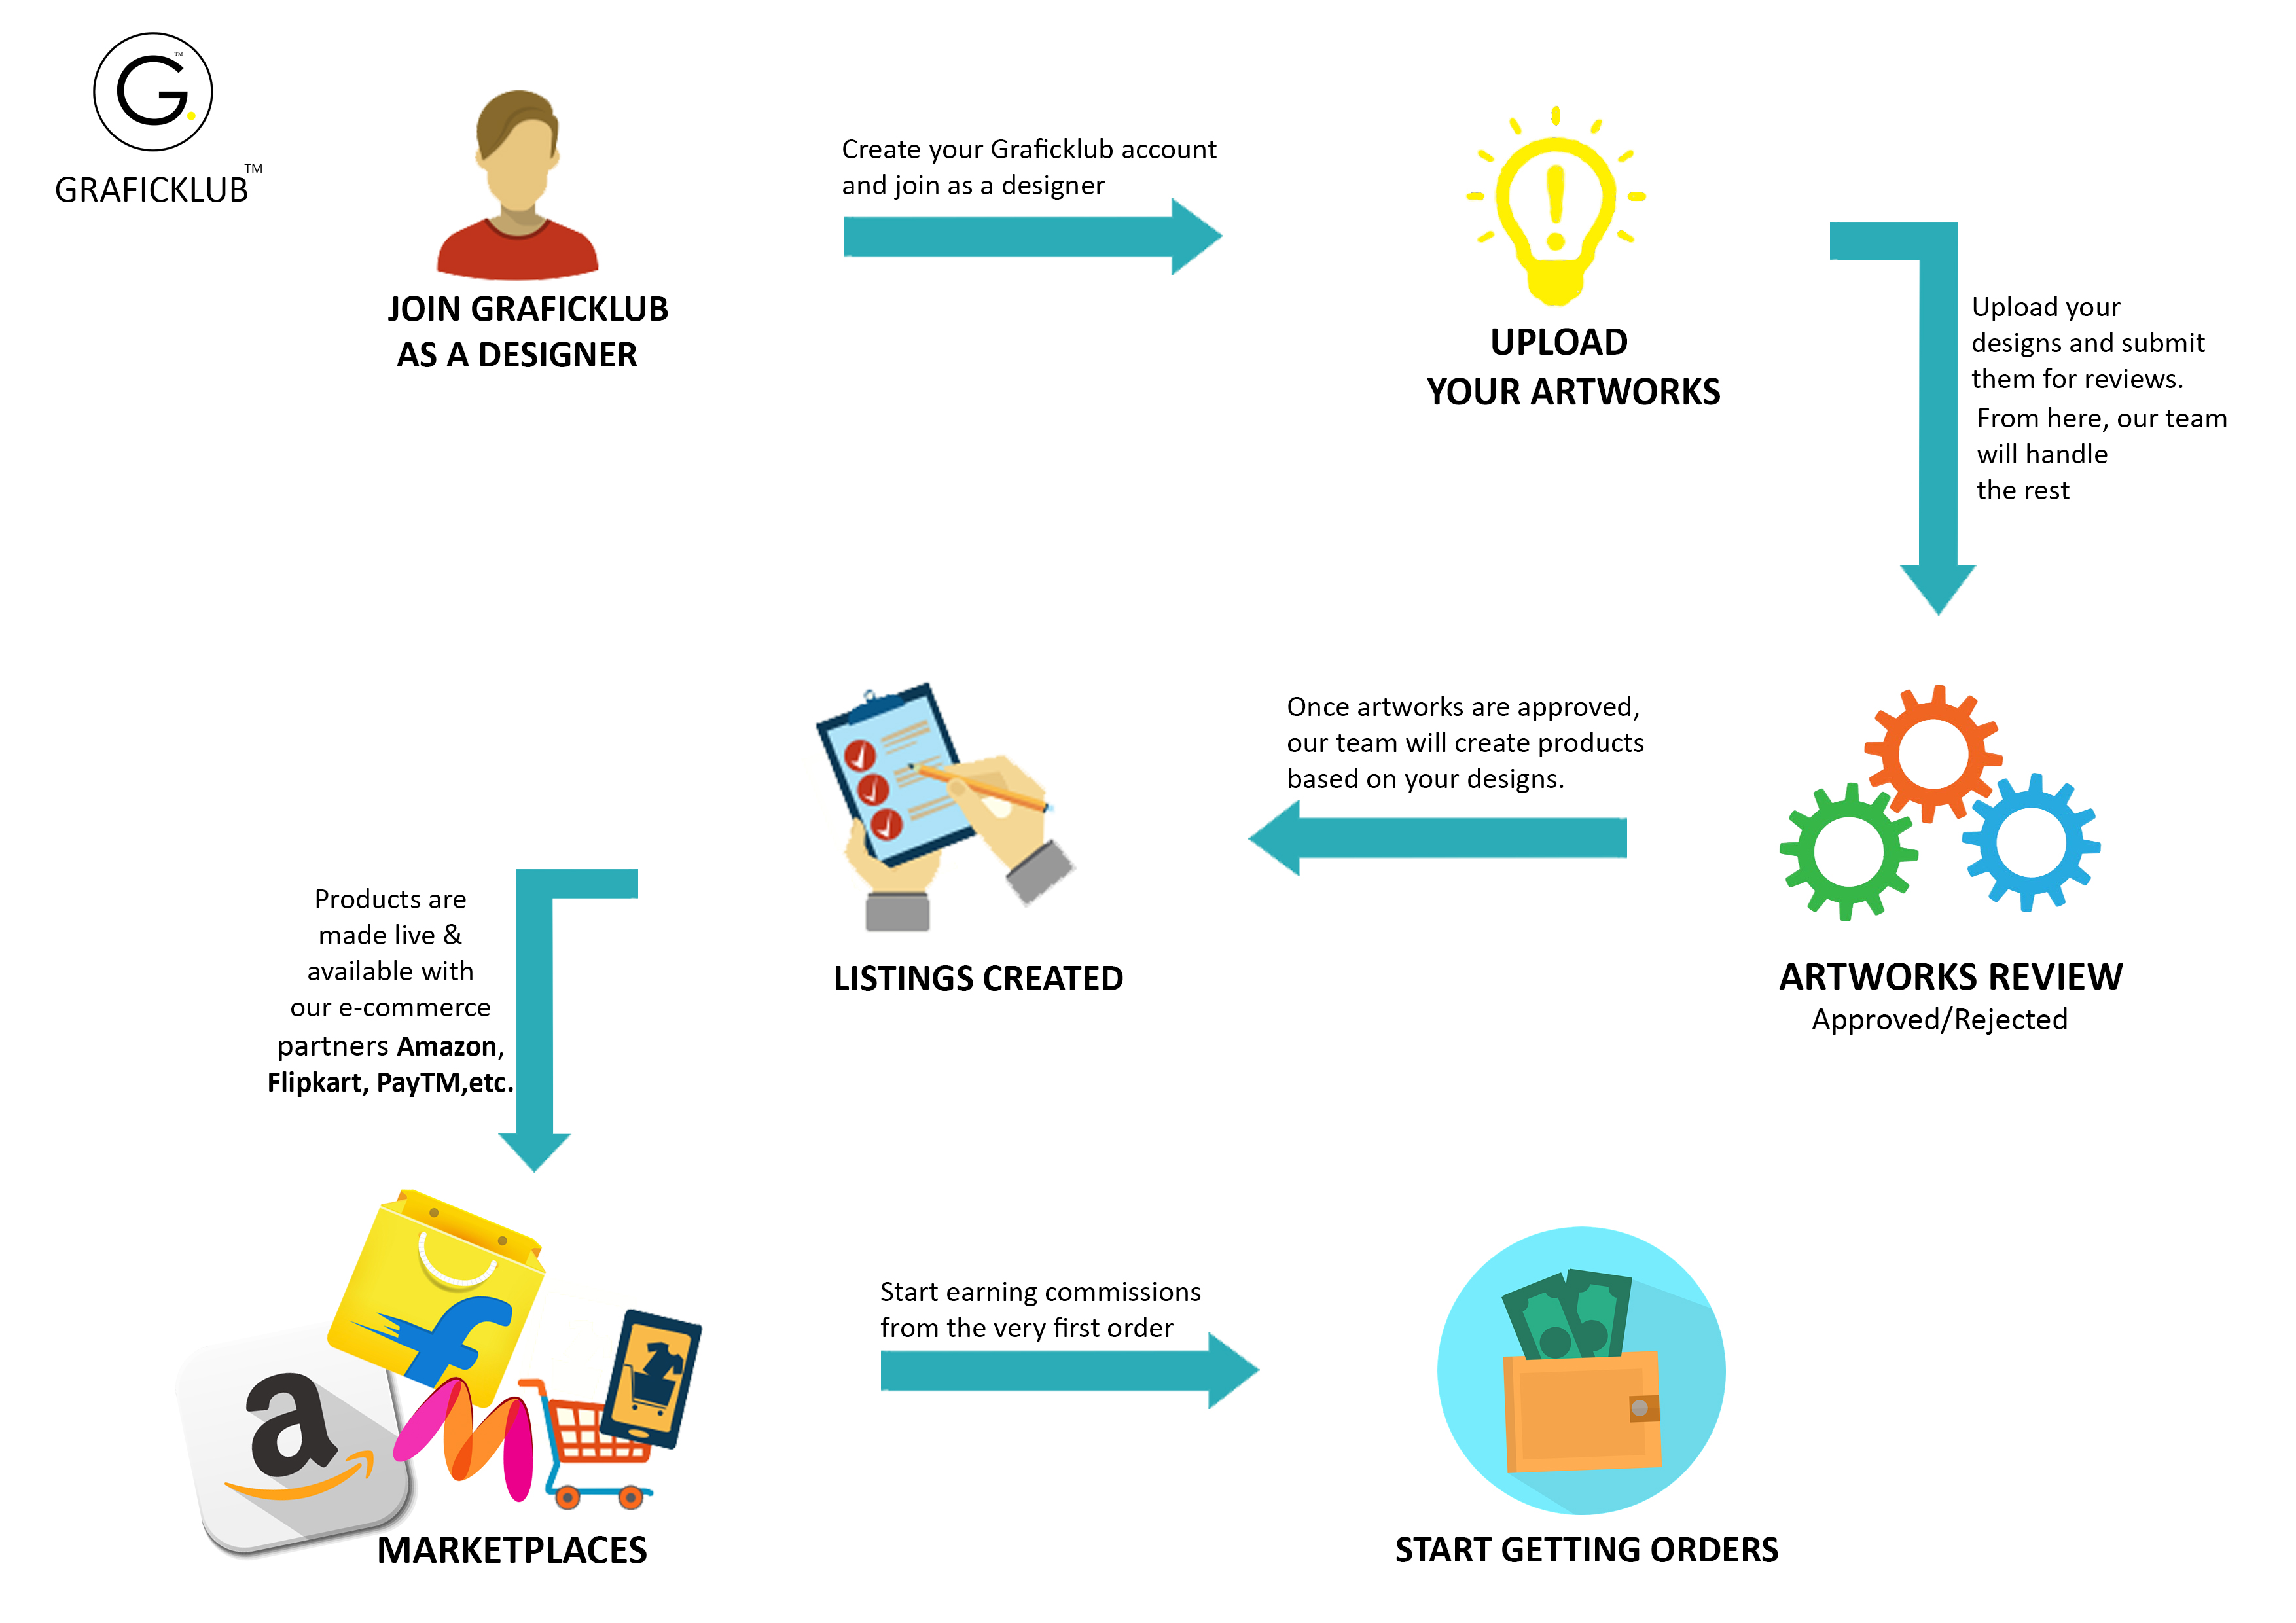 G.
™
GRAFICKLUB™
JOIN GRAFICKLUB
AS A DESIGNER
Create your Graficklub account
and join as a designer
UPLOAD
YOUR ARTWORKS
Upload your
designs and submit
them for reviews.
From here, our team
will handle
the rest
ARTWORKS REVIEW
Approved/Rejected
Once artworks are approved,
our team will create products
based on your designs.
LISTINGS CREATED
Products are
made live &
available with
our e-commerce
partners Amazon,
Flipkart, PayTM,etc.
f
a
MARKETPLACES
Start earning commissions
from the very first order
START GETTING ORDERS